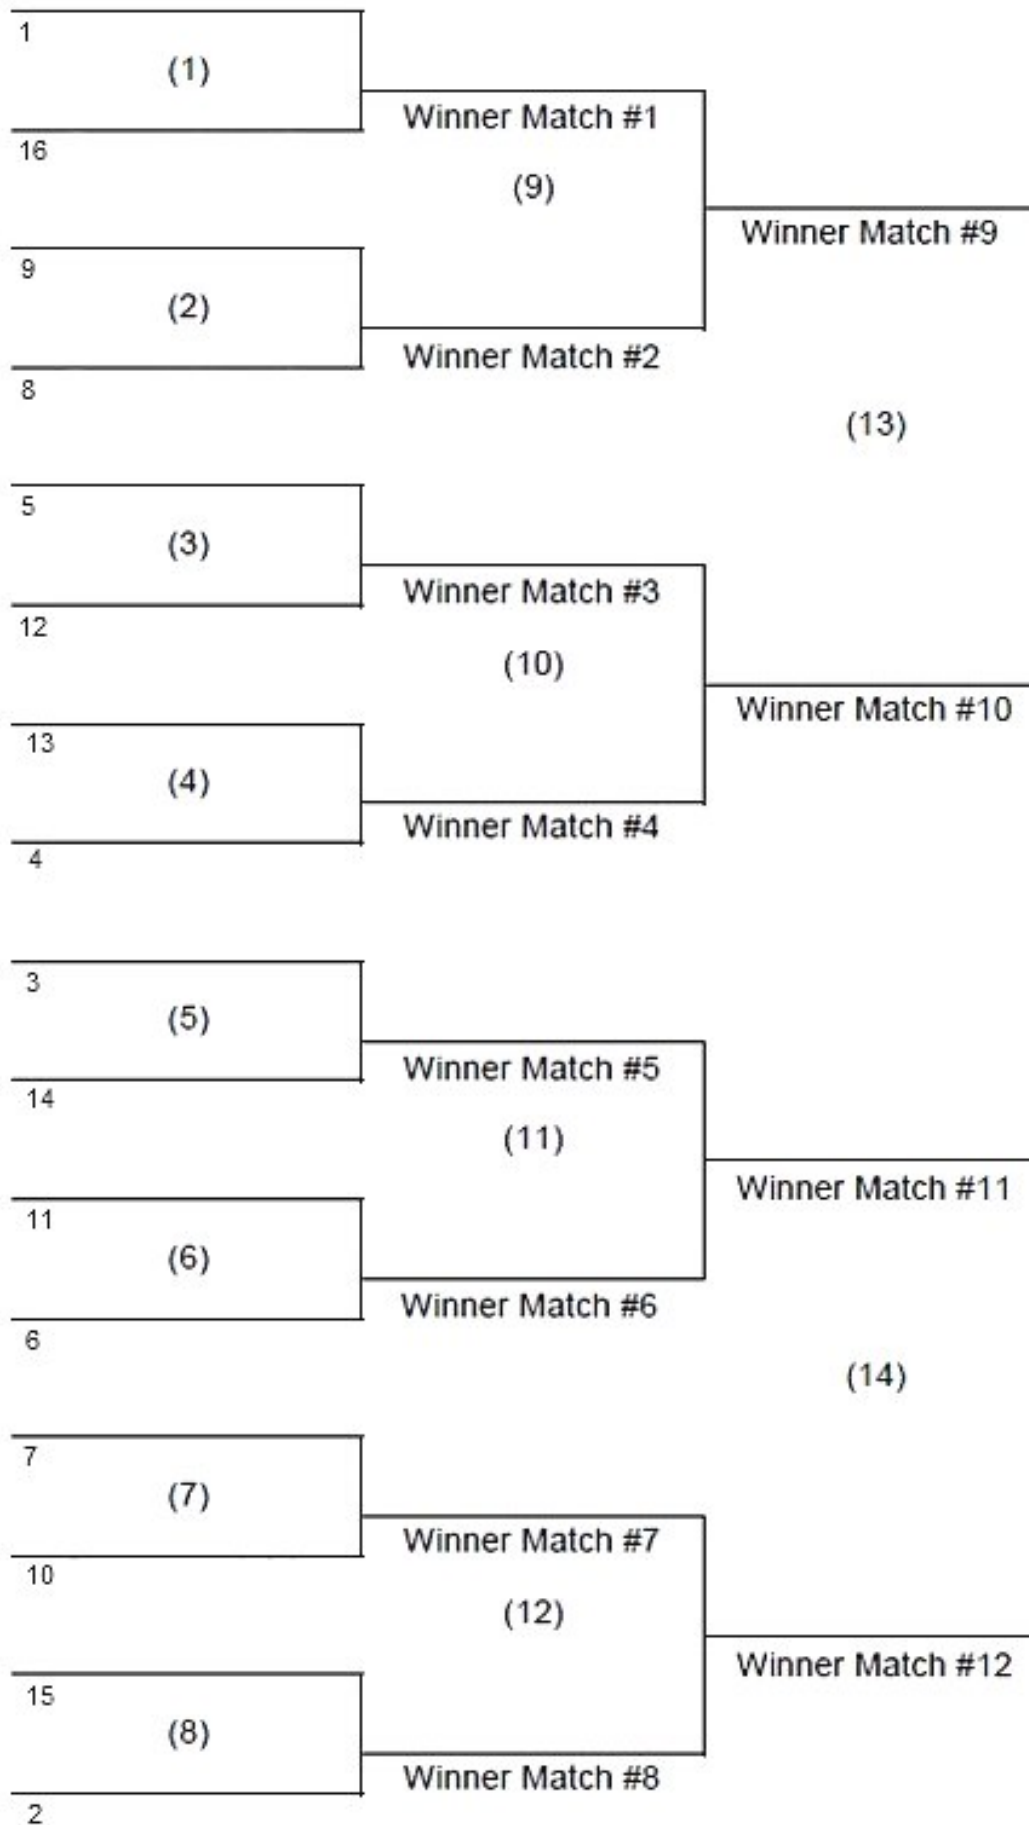 1
(1)
Winner Match #1
16
(9)
Winner Match #9
9
(2)
Winner Match #2
8
(13)
5
(3)
Winner Match #3
12
(10)
Winner Match #10
13
(4)
Winner Match #4
4
3
(5)
Winner Match #5
14
(11)
Winner Match #11
11
(6)
Winner Match #6
6
(14)
7
(7)
Winner Match #7
10
(12)
Winner Match #12
15
(8)
Winner Match #8
2